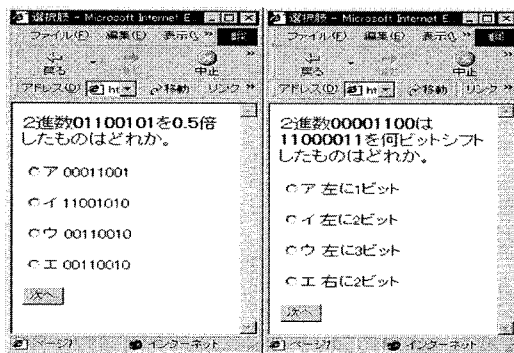 選択肢 - Microsoft Internet E...
ファイル(F) 編集(E) 表示(V) »
戻る 中止 »
アドレス(D) ht 移動 リンク »
2進数01100101を0.5倍
したものはどれか。
ア 00011001
イ 11001010
ウ 00110010
エ 00110010
次へ
ページ インターネット
選択肢 - Microsoft Internet E...
ファイル(F) 編集(E) 表示(V) »
戻る 中止 »
アドレス(D) ht 移動 リンク »
2進数00001100は
11000011を何ビットシフト
したものはどれか。
ア 左に1ビット
イ 左に2ビット
ウ 左に3ビット
エ 右に2ビット
次へ
ページ インターネット